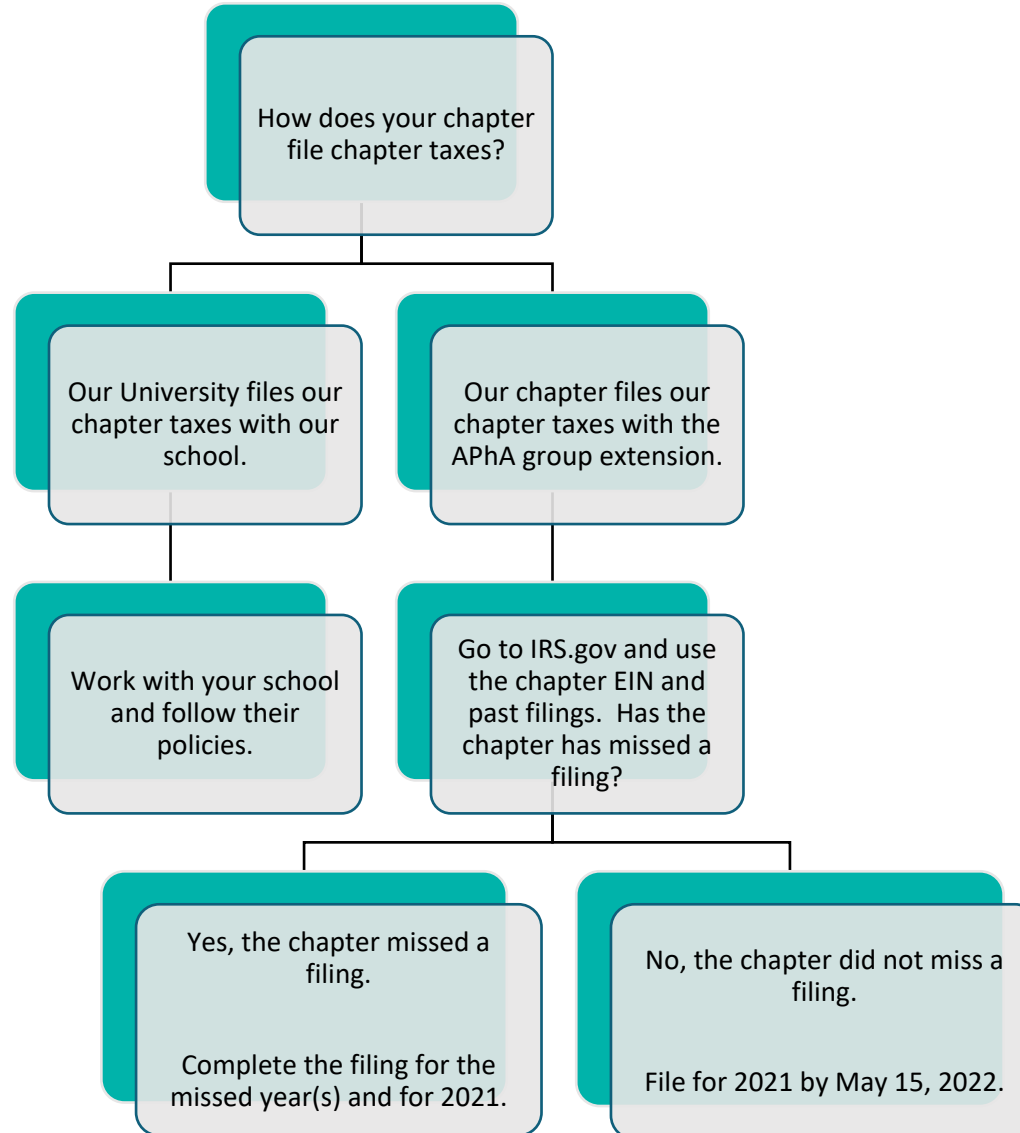 How does your chapter
file chapter taxes?
Our University files our
chapter taxes with our
school.
Our chapter files our
chapter taxes with the
APhA group extension.
Work with your school
and follow their
policies.
Go to IRS.gov and use
the chapter EIN and
past filings.  Has the
chapter has missed a
filing?
Yes, the chapter missed a
filing.
Complete the filing for the
missed year(s) and for 2021.
No, the chapter did not miss a
filing.
File for 2021 by May 15, 2022.